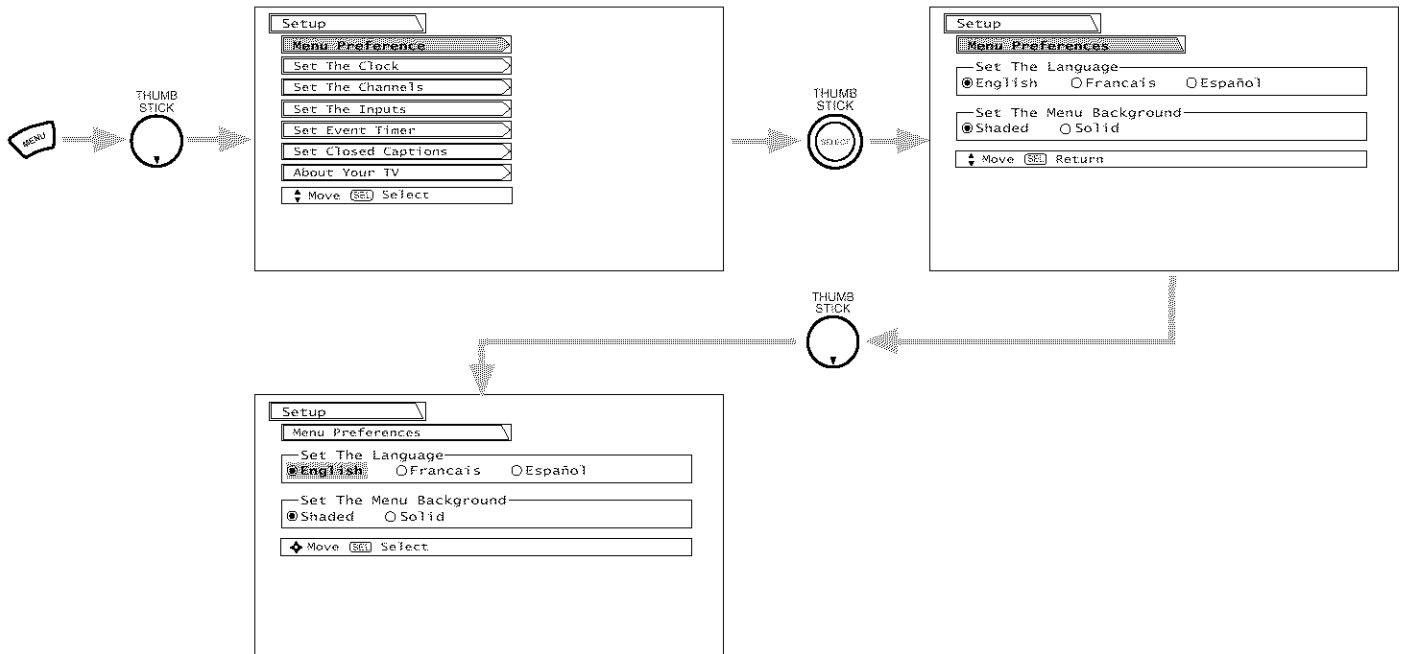 MENU
THUMB
STICK
Setup
Menu Preference
Set The Clock
Set The Channels
Set The Inputs
Set Event Timer
Set Closed Captions
About Your TV
Move SEL Select
THUMB
STICK
SELECT
Setup
Menu Preferences
Set The Language
English Francais Español
Set The Menu Background
Shaded Solid
Move SEL Return
THUMB
STICK
Setup
Menu Preferences
Set The Language
English Francais Español
Set The Menu Background
Shaded Solid
Move SEL Select